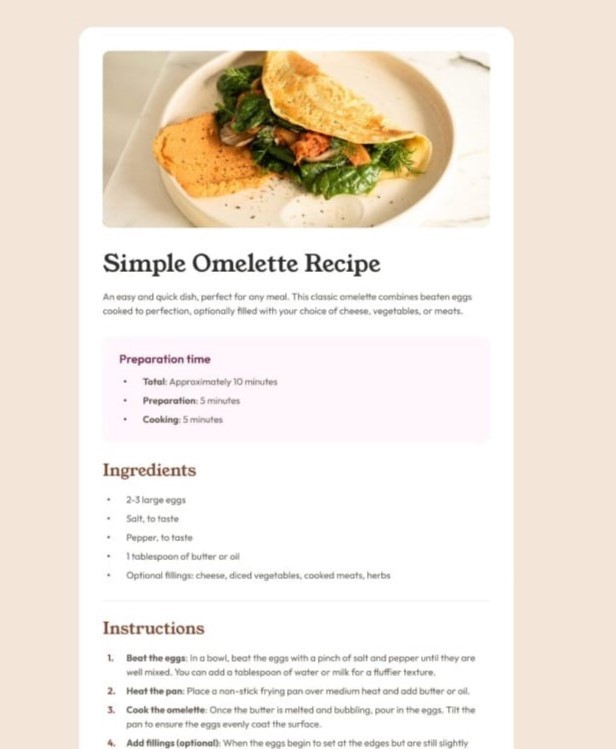 Simple Omelette Recipe
An easy and quick dish, perfect for any meal. This classic omelette combines beaten eggs
cooked to perfection, optionally filled with your choice of cheese, vegetables, or meats.
Preparation time
• Total: Approximately 10 minutes
• Preparation: 5 minutes
• Cooking: 5 minutes
Ingredients
• 2-3 large eggs
• Salt, to taste
• Pepper, to taste
• 1 tablespoon of butter or oil
• Optional fillings: cheese, diced vegetables, cooked meats, herbs
Instructions
1. Beat the eggs: In a bowl, beat the eggs with a pinch of salt and pepper until they are
well mixed. You can add a tablespoon of water or milk for a fluffier texture.
2. Heat the pan: Place a non-stick frying pan over medium heat and add butter or oil.
3. Cook the omelette: Once the butter is melted and bubbling, pour in the eggs. Tilt the
pan to ensure the eggs evenly coat the surface.
4. Add fillings (optional): When the eggs begin to set at the edges but are still slightly